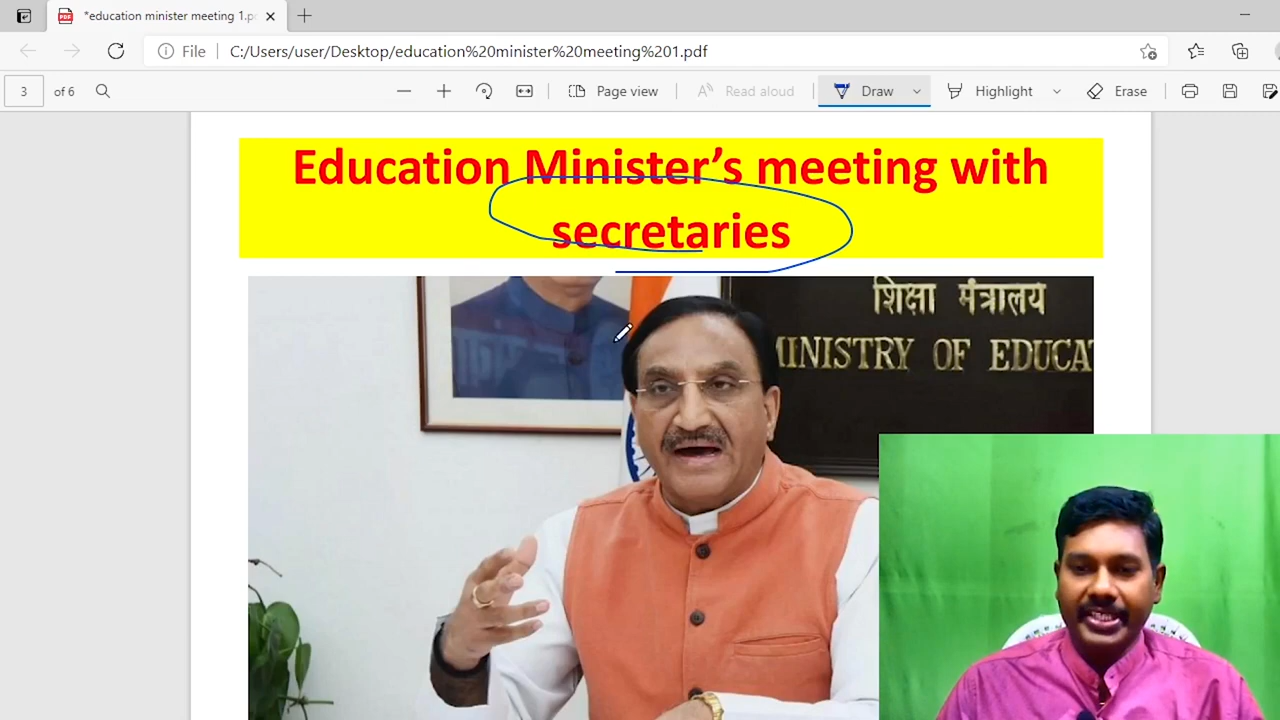 *education minister meeting 1.p
File
C:/Users/user/Desktop/education%20minister%20meeting%201.pdf
3 of 6
Page view
Read aloud
Draw
Highlight
Erase
Education Minister's meeting with
secretaries
शिक्षा मंत्रालय
MINISTRY OF EDUCAT